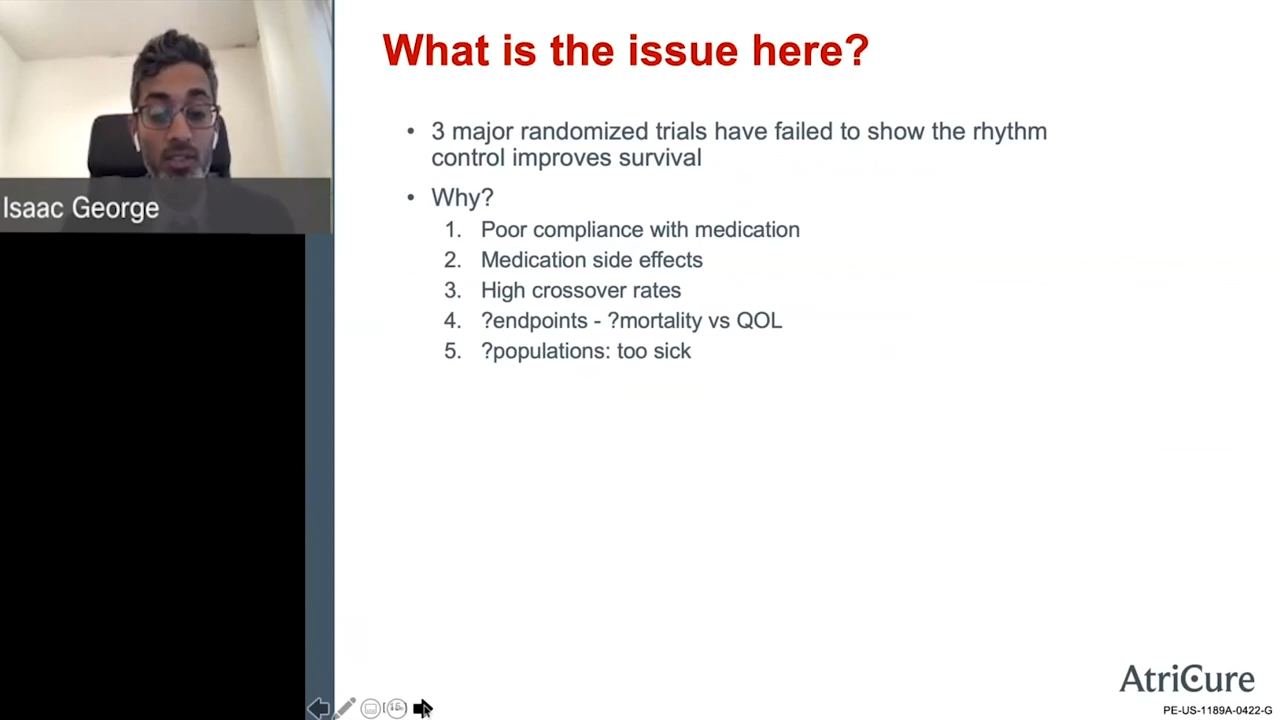 What is the issue here?
• 3 major randomized trials have failed to show the rhythm
control improves survival
• Why?
1. Poor compliance with medication
2. Medication side effects
3. High crossover rates
4. ?endpoints - ?mortality vs QOL
5. ?populations: too sick
Isaac George
AtriCure
PE-US-1189A-0422-G